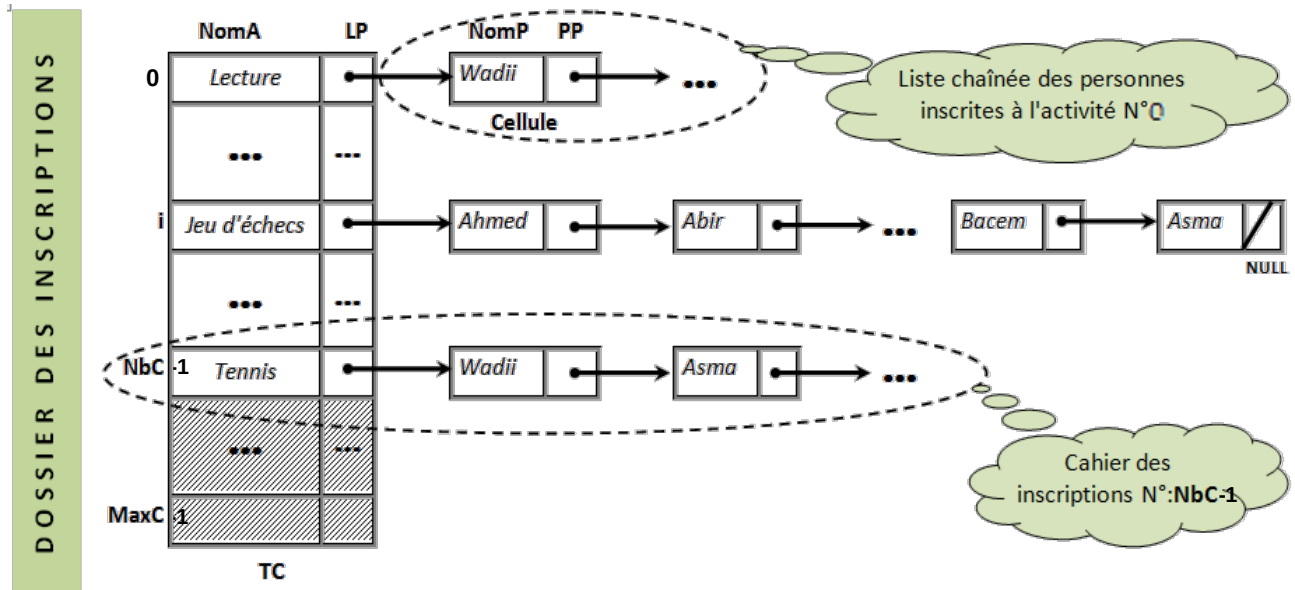 DOSSIER DES INSCRIPTIONS
NomA LP NomP PP
0 Lecture Wadii ...
Cellule
Liste chaînée des personnes
inscrites à l'activité N°0
... ...
i Jeu d'échecs Ahmed Abir ... Bacem Asma
NULL
... ...
NbC-1 Tennis Wadii Asma ...
... ...
Cahier des
inscriptions N°:NbC-1
MaxC-1
TC